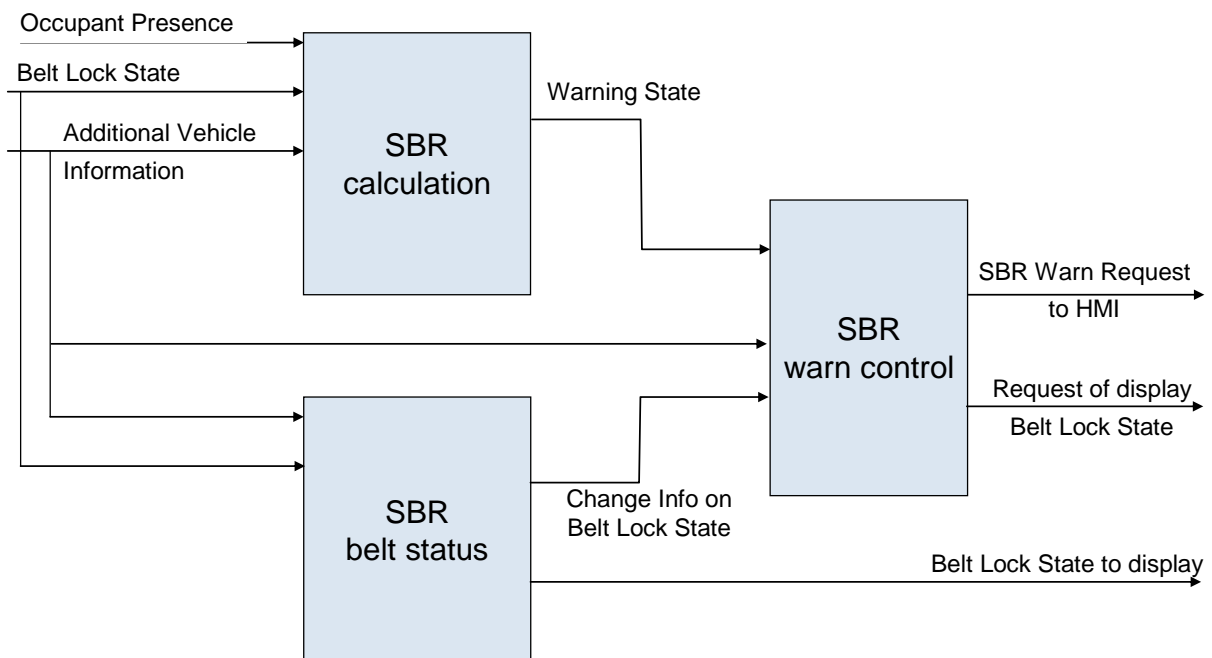 Occupant Presence
Belt Lock State
Additional Vehicle
Information
SBR
calculation
Warning State
SBR
warn control
SBR Warn Request
to HMI
Request of display
Belt Lock State
SBR
belt status
Change Info on
Belt Lock State
Belt Lock State to display